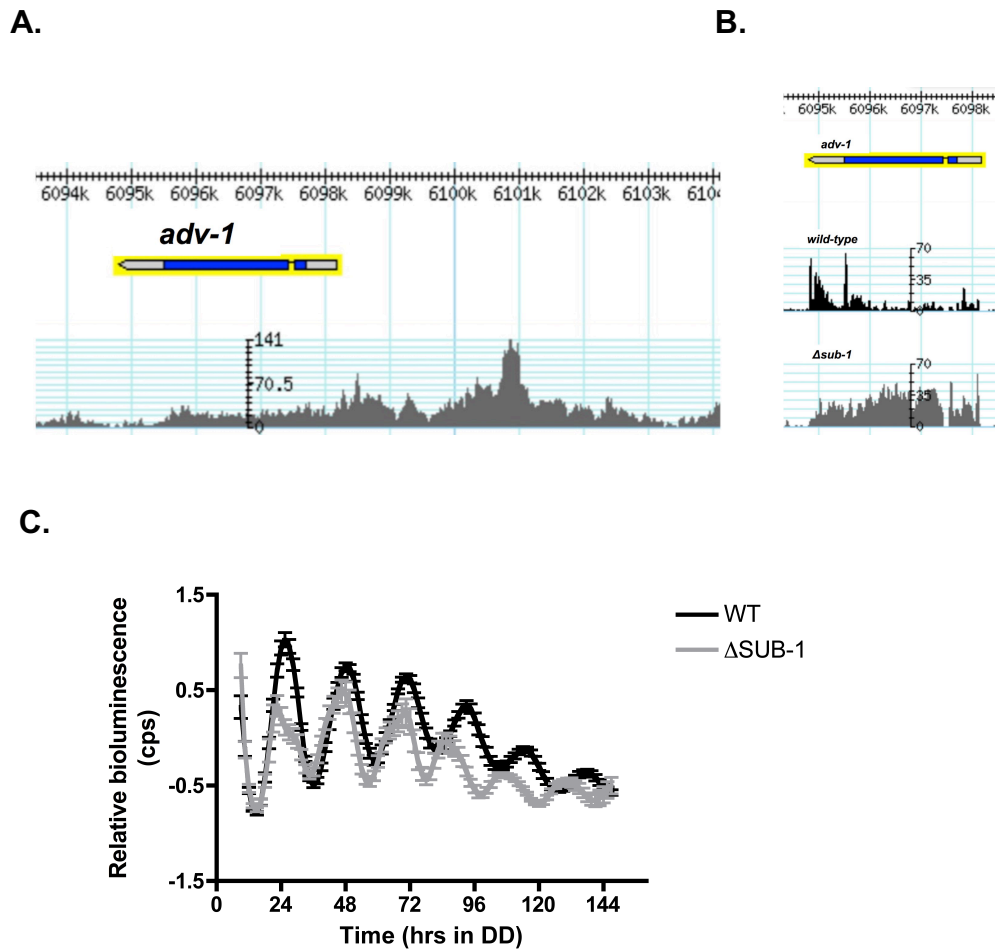 A.
B.
6094k 6095k 6096k 6097k 6098k 6099k 6100k 6101k 6102k 6103k 6104
adv-1
141
70.5
0
6095k 6096k 6097k 6098k
adv-1
wild-type
70
35
0
Δsub-1
70
35
0
C.
1.5
0.5
-0.5
-1.5
Relative bioluminescence
(cps)
0 24 48 72 96 120 144
Time (hrs in DD)
WT
ΔSUB-1